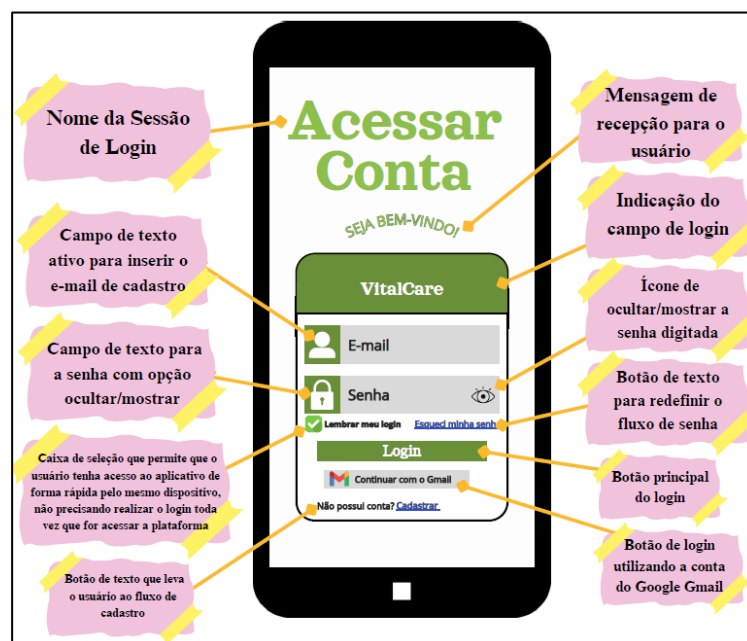 Nome da Sessão
de Login
Campo de texto
ativo para inserir o
e-mail de cadastro
Campo de texto para
a senha com opção
ocultar/mostrar
Caixa de seleção que permite que o
usuário tenha acesso ao aplicativo de
forma rápida pelo mesmo dispositivo,
não precisando realizar o login toda
vez que for acessar a plataforma
Botão de texto que leva
o usuário ao fluxo de
cadastro
Acessar
Conta
SEJA BEM-VINDO!
VitalCare
E-mail
Senha
Lembrar meu login Esqueci minha senh
Login
Continuar com o Gmail
Não possui conta? Cadastrar
Mensagem de
recepção para o
usuário
Indicação do
campo de login
Ícone de
ocultar/mostrar a
senha digitada
Botão de texto
para redefinir o
fluxo de senha
Botão principal
do login
Botão de login
utilizando a conta
do Google Gmail